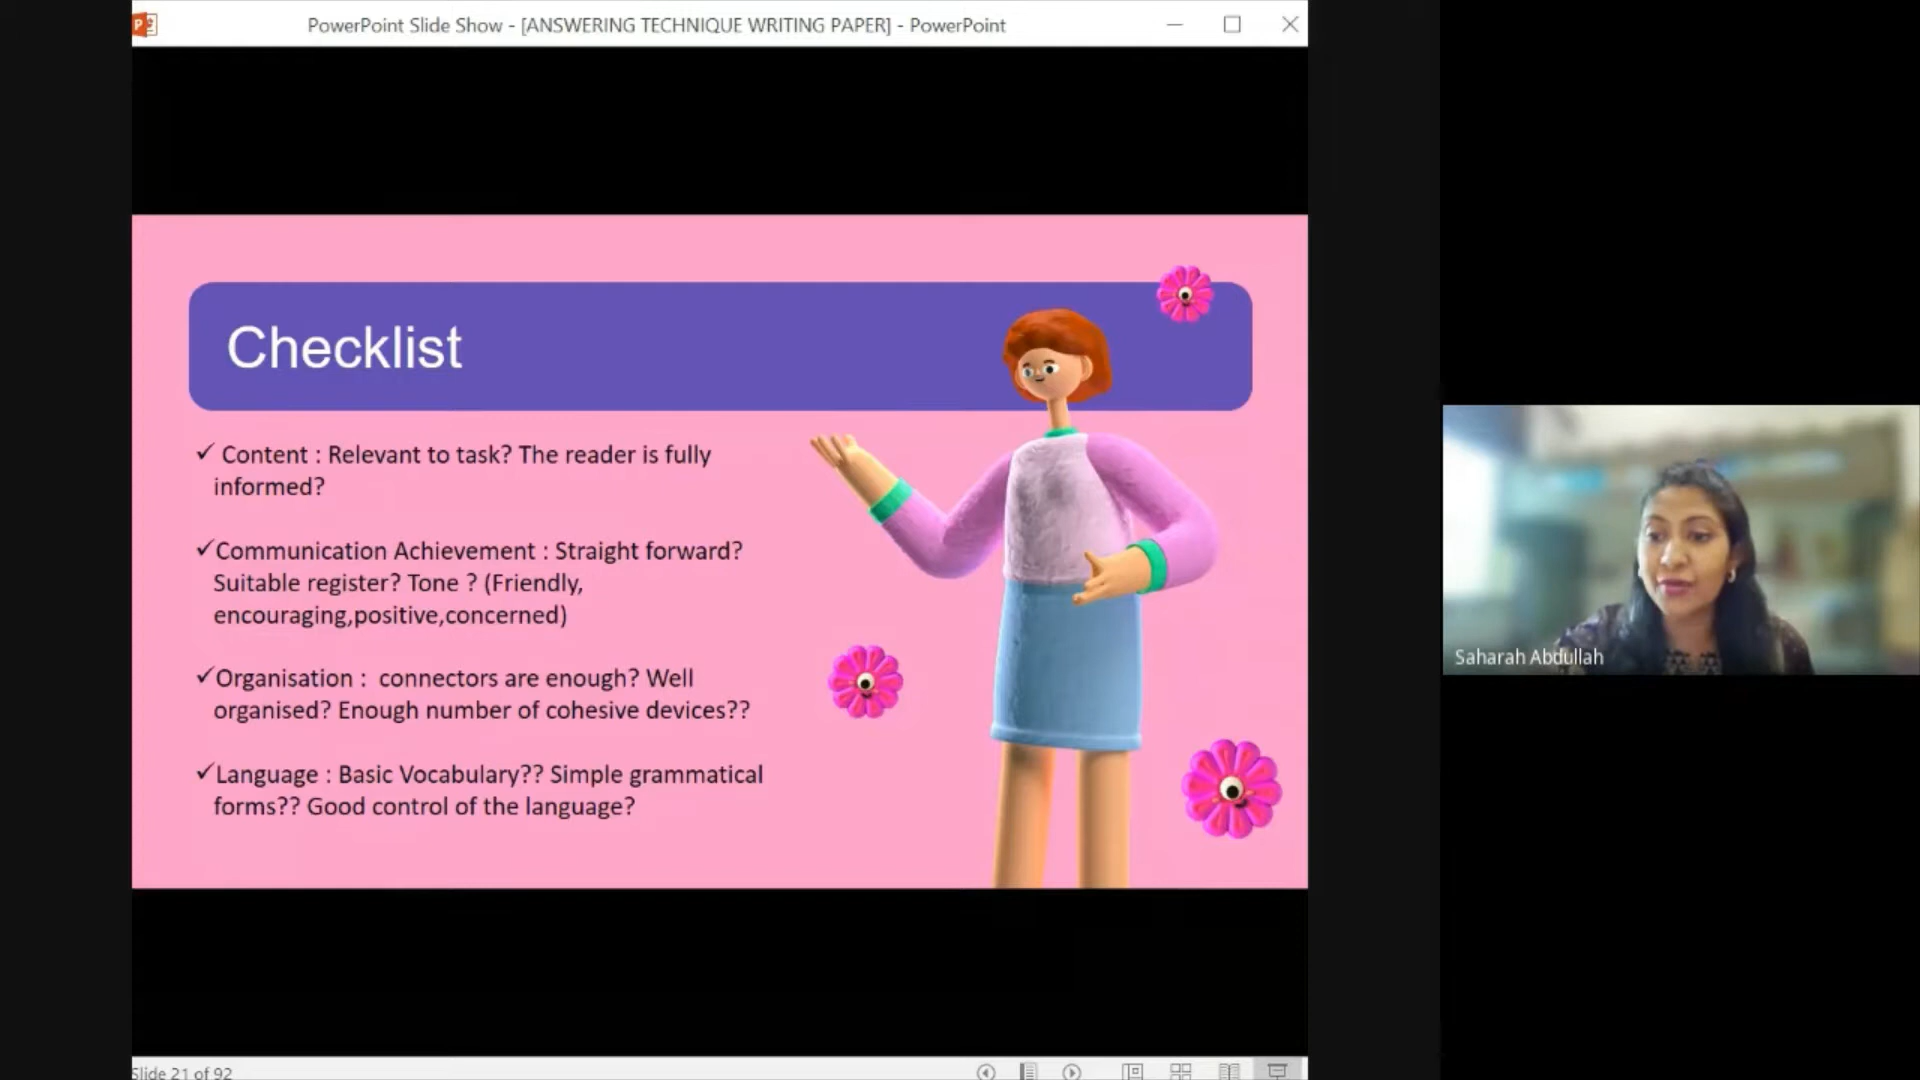 PowerPoint Slide Show - [ANSWERING TECHNIQUE WRITING PAPER] - PowerPoint
Checklist
✓ Content : Relevant to task? The reader is fully
informed?
✓Communication Achievement : Straight forward?
Suitable register? Tone ? (Friendly,
encouraging,positive,concerned)
✓Organisation : connectors are enough? Well
organised? Enough number of cohesive devices??
✓Language : Basic Vocabulary?? Simple grammatical
forms?? Good control of the language?
Saharah Abdullah
Slide 21 of 92